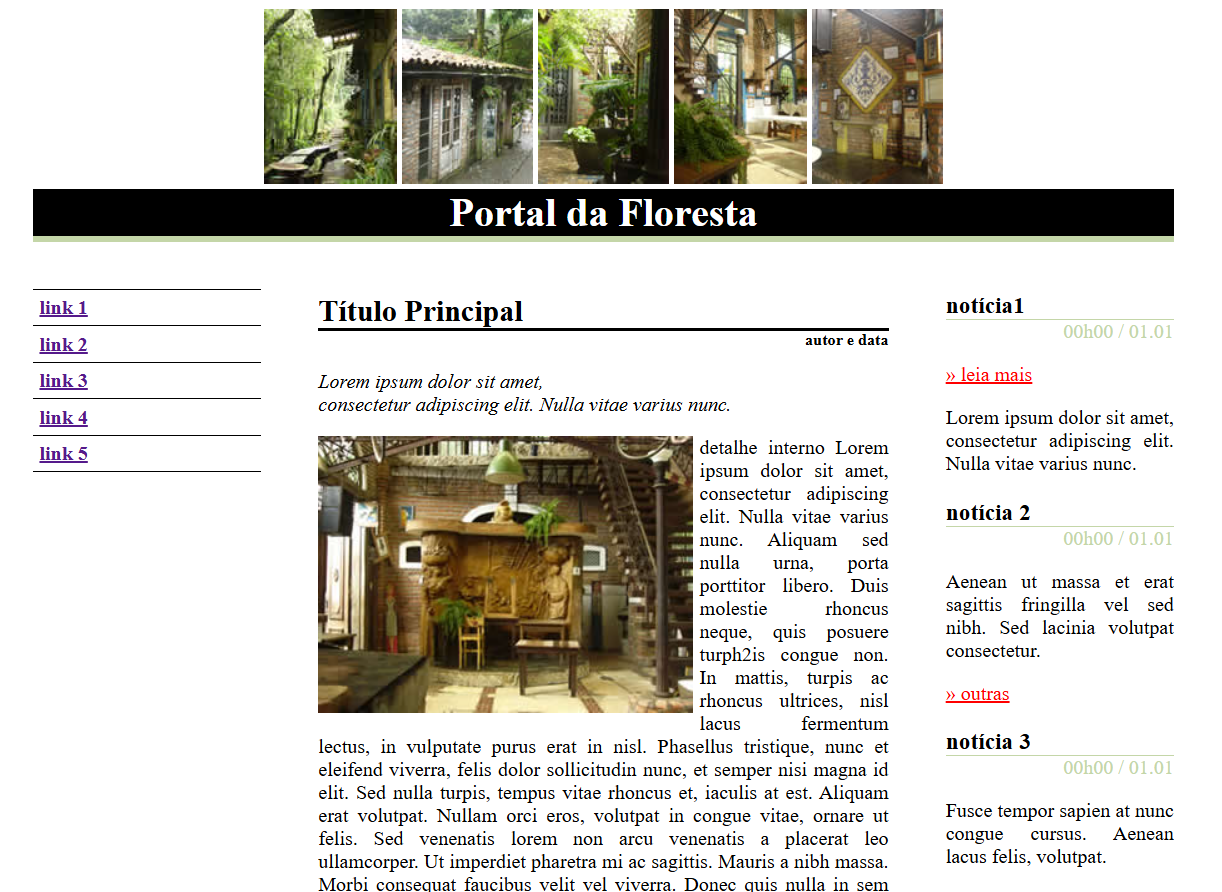 Portal da Floresta
link 1
link 2
link 3
link 4
link 5
Título Principal
autor e data
Lorem ipsum dolor sit amet,
consectetur adipiscing elit. Nulla vitae varius nunc.
detalhe interno Lorem
ipsum dolor sit amet,
consectetur adipiscing
elit. Nulla vitae varius
nunc. Aliquam sed
nulla urna, porta
porttitor libero. Duis
molestie rhoncus
neque, quis posuere
turph2is congue non.
In mattis, turpis ac
rhoncus ultrices, nisl
lacus fermentum
lectus, in vulputate purus erat in nisl. Phasellus tristique, nunc et
eleifend viverra, felis dolor sollicitudin nunc, et semper nisi magna id
elit. Sed nulla turpis, tempus vitae rhoncus et, iaculis at est. Aliquam
erat volutpat. Nullam orci eros, volutpat in congue vitae, ornare ut
felis. Sed venenatis lorem non arcu venenatis a placerat leo
ullamcorper. Ut imperdiet pharetra mi ac sagittis. Mauris a nibh massa.
Morbi consequat faucibus velit vel viverra. Donec quis nulla in sem
notícia1
00h00 / 01.01
» leia mais
Lorem ipsum dolor sit amet,
consectetur adipiscing elit.
Nulla vitae varius nunc.
notícia 2
00h00 / 01.01
Aenean ut massa et erat
sagittis fringilla vel sed
nibh. Sed lacinia volutpat
consectetur.
» outras
notícia 3
00h00 / 01.01
Fusce tempor sapien at nunc
congue cursus. Aenean
lacus felis, volutpat.